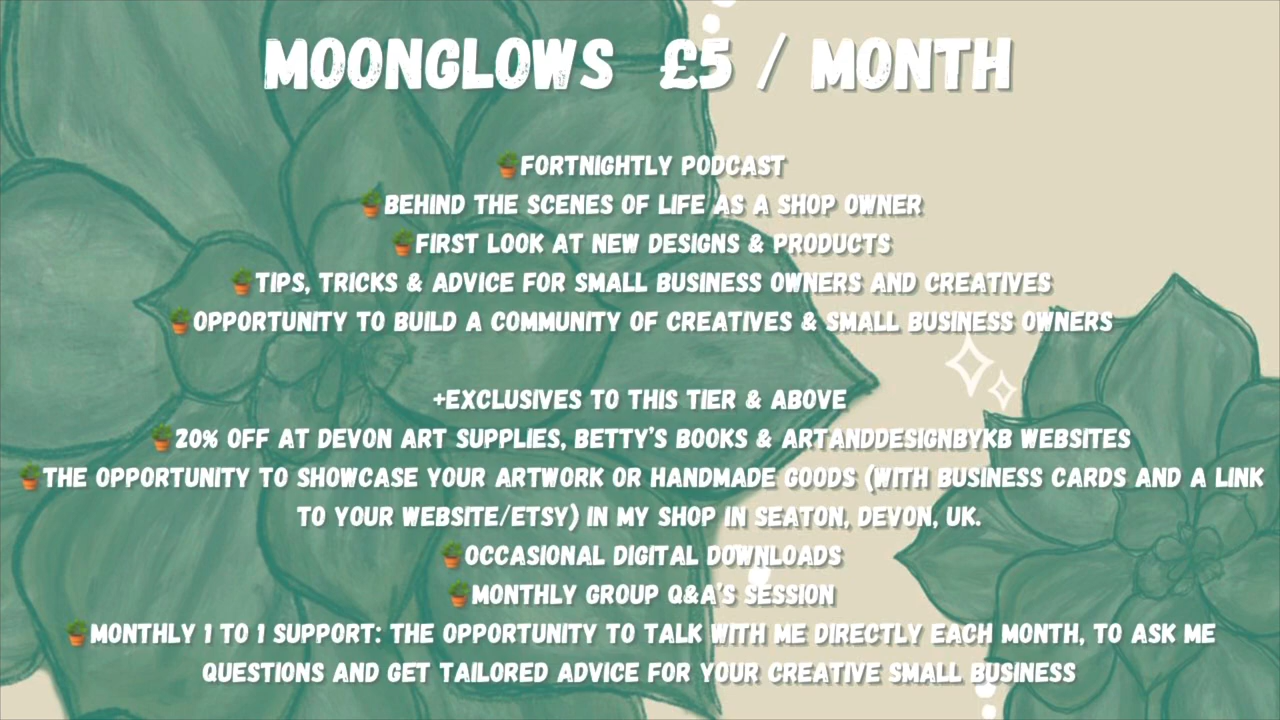 MOONGLOWS £5 / MONTH
🪴FORTNIGHTLY PODCAST
🪴BEHIND THE SCENES OF LIFE AS A SHOP OWNER
🪴FIRST LOOK AT NEW DESIGNS & PRODUCTS
🪴TIPS, TRICKS & ADVICE FOR SMALL BUSINESS OWNERS AND CREATIVES
🪴OPPORTUNITY TO BUILD A COMMUNITY OF CREATIVES & SMALL BUSINESS OWNERS
+EXCLUSIVES TO THIS TIER & ABOVE
🪴20% OFF AT DEVON ART SUPPLIES, BETTY'S BOOKS & ARTANDDESIGNBYKB WEBSITES
🪴THE OPPORTUNITY TO SHOWCASE YOUR ARTWORK OR HANDMADE GOODS (WITH BUSINESS CARDS AND A LINK
TO YOUR WEBSITE/ETSY) IN MY SHOP IN SEATON, DEVON, UK.
🪴OCCASIONAL DIGITAL DOWNLOADS
🪴MONTHLY GROUP Q&A'S SESSION
🪴MONTHLY 1 TO 1 SUPPORT: THE OPPORTUNITY TO TALK WITH ME DIRECTLY EACH MONTH, TO ASK ME
QUESTIONS AND GET TAILORED ADVICE FOR YOUR CREATIVE SMALL BUSINESS